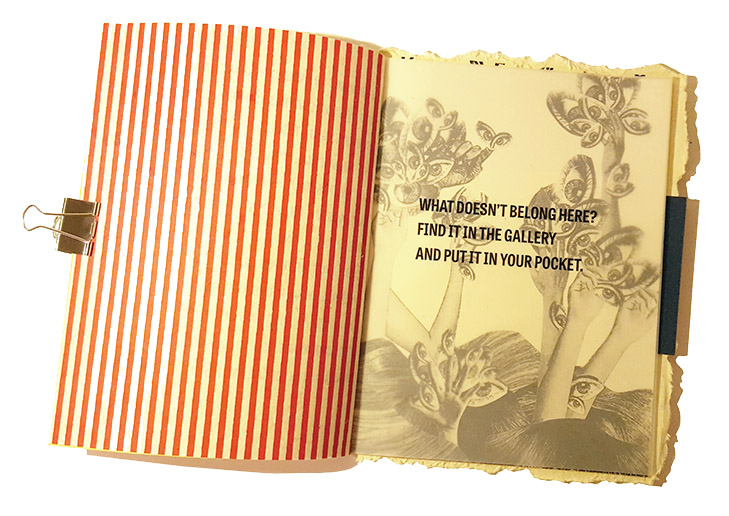 WHAT DOESN'T BELONG HERE?
FIND IT IN THE GALLERY
AND PUT IT IN YOUR POCKET.